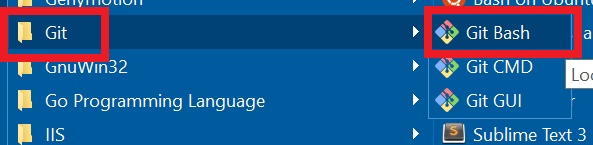 Genymotion
Git
GnuWin32
Go Programming Language
IIS
Bash on Ubuntu
Git Bash
Git CMD
Loc
Git GUI
Sublime Text 3